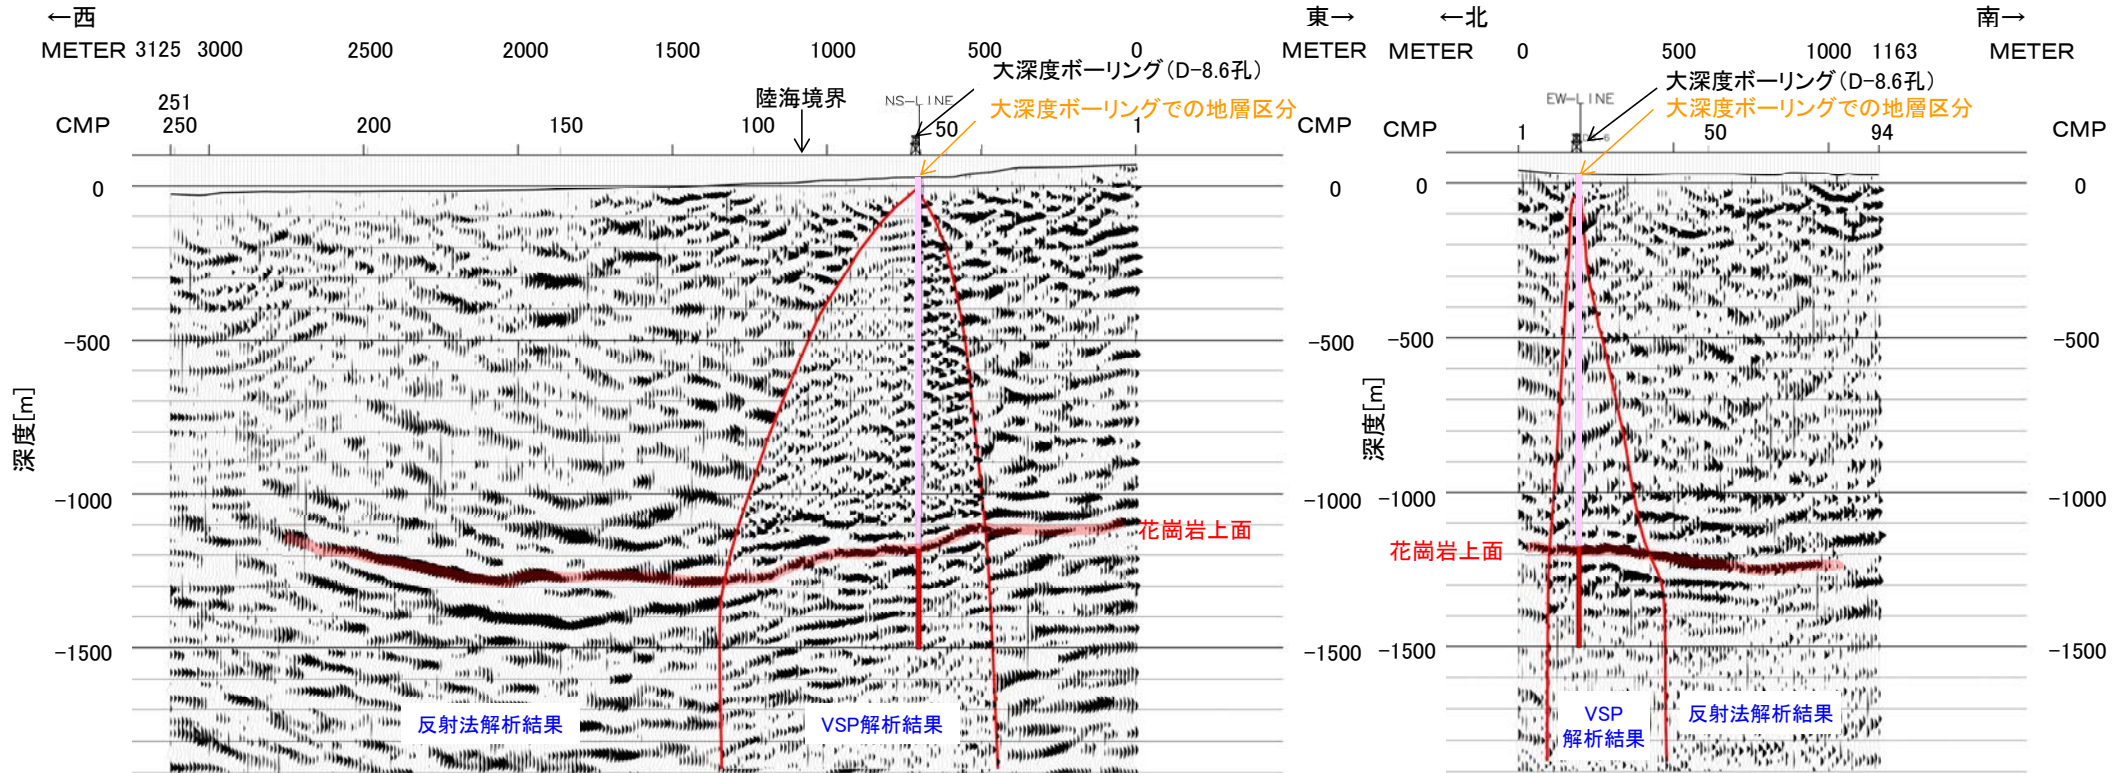 ←西
東→
←北
南→
METER 3125 3000 2500 2000 1500 1000 500 0 METER
METER 0 500 1000 1163 METER
大深度ボーリング(D-8.6孔)
大深度ボーリングでの地層区分
陸海境界
NS-LINE
251
CMP 250 200 150 100 50 1 CMP
大深度ボーリング(D-8.6孔)
大深度ボーリングでの地層区分
EW-LINE
CMP 1 50 94 CMP
0
-500
-1000
-1500
深度[m]
0
-500
-1000
-1500
花崗岩上面
反射法解析結果
VSP解析結果
0
-500
-1000
-1500
深度[m]
花崗岩上面
VSP
解析結果
反射法解析結果
0
-500
-1000
-1500